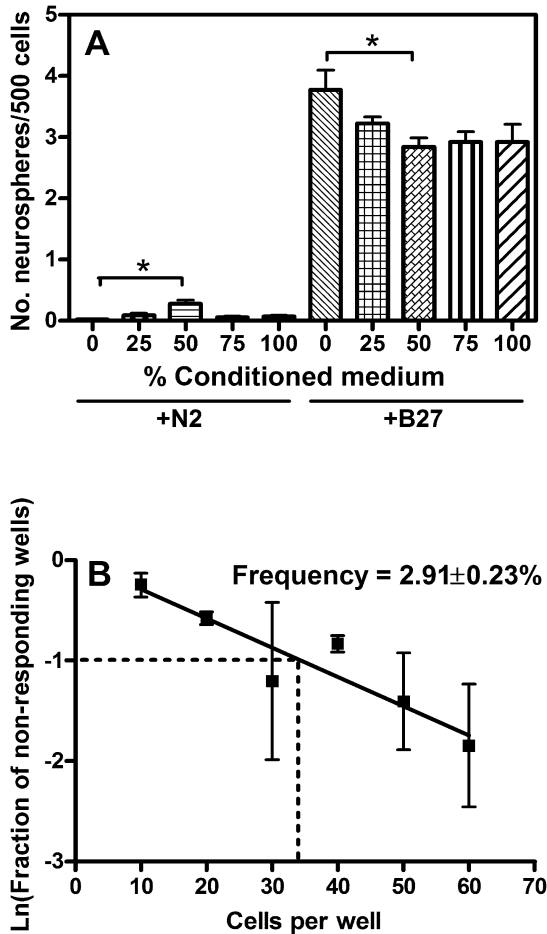 A
No. neurospheres/500 cells
5
4
3
2
1
0
*
*
0 25 50 75 100 0 25 50 75 100
% Conditioned medium
+N2 +B27
B
Frequency = 2.91±0.23%
Ln(Fraction of non-responding wells)
0
-1
-2
-3
0 10 20 30 40 50 60 70
Cells per well